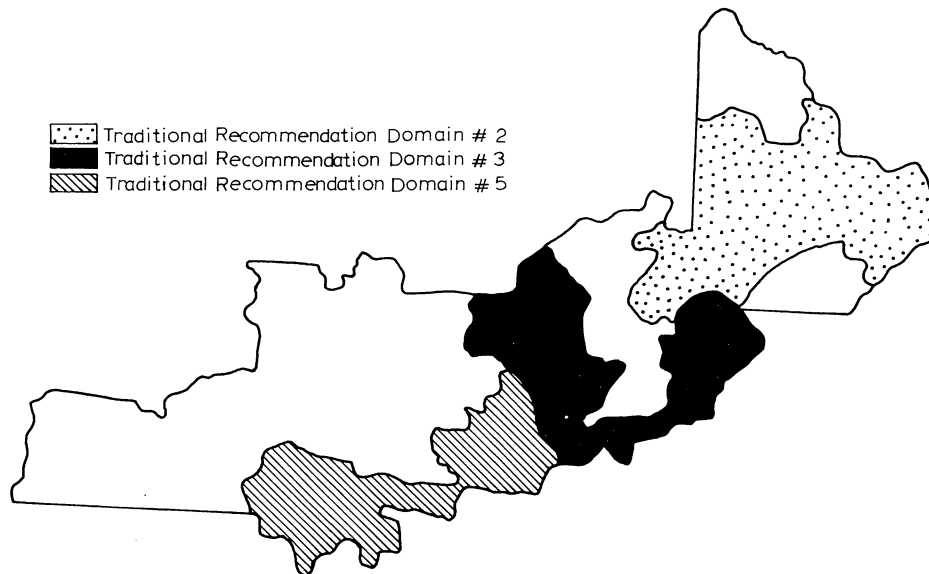 Traditional Recommendation Domain # 2
Traditional Recommendation Domain # 3
Traditional Recommendation Domain # 5